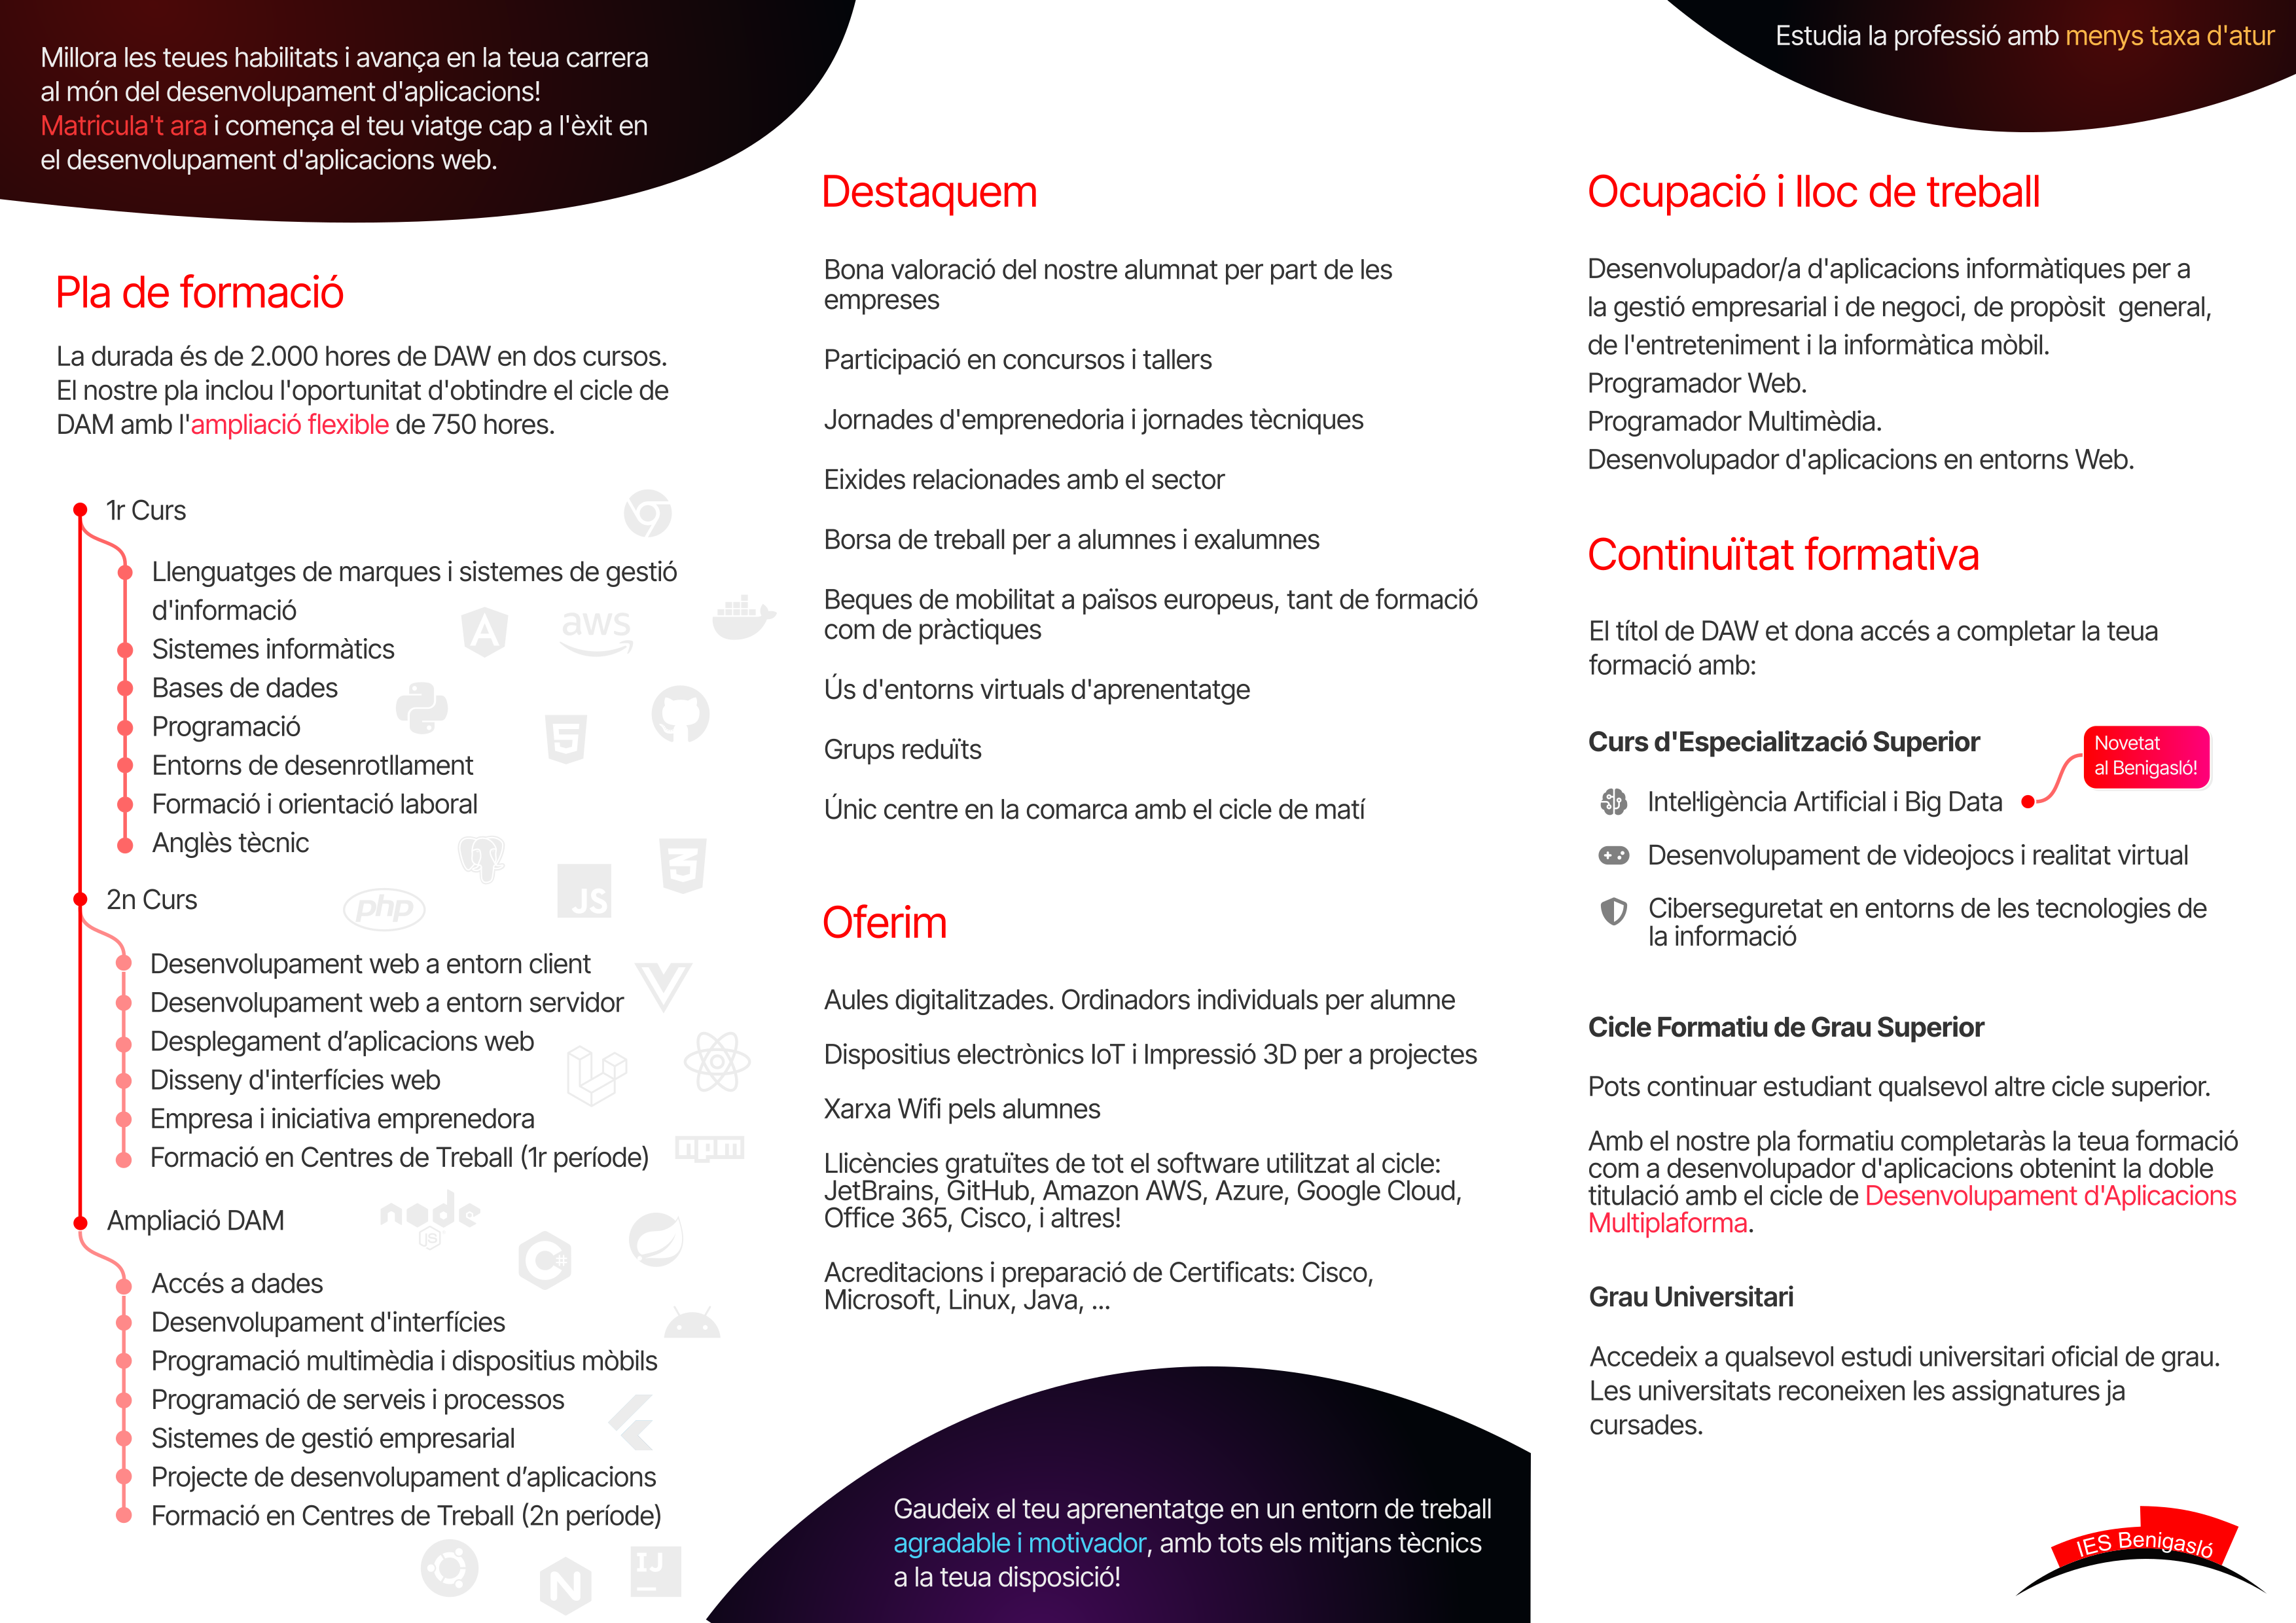 Millora les teues habilitats i avança en la teua carrera
al món del desenvolupament d'aplicacions!
Matricula't ara i comença el teu viatge cap a l'èxit en
el desenvolupament d'aplicacions web.
Pla de formació
La durada és de 2.000 hores de DAW en dos cursos.
El nostre pla inclou l'oportunitat d'obtindre el cicle de
DAM amb l'ampliació flexible de 750 hores.
1r Curs
Llenguatges de marques i sistemes de gestió
d'informació
Sistemes informàtics
Bases de dades
Programació
Entorns de desenrotllament
Formació i orientació laboral
Anglès tècnic
aws
5
3
JS
php
2n Curs
Desenvolupament web a entorn client
Desenvolupament web a entorn servidor
Desplegament d’aplicacions web
Disseny d'interfícies web
Empresa i iniciativa emprenedora
Formació en Centres de Treball (1r període)
npm
Ampliació DAM
node
JS
C#
Accés a dades
Desenvolupament d'interfícies
Programació multimèdia i dispositius mòbils
Programació de serveis i processos
Sistemes de gestió empresarial
Projecte de desenvolupament d’aplicacions
Formació en Centres de Treball (2n període)
N
IJ
Destaquem
Bona valoració del nostre alumnat per part de les
empreses
Participació en concursos i tallers
Jornades d'emprenedoria i jornades tècniques
Eixides relacionades amb el sector
Borsa de treball per a alumnes i exalumnes
Beques de mobilitat a països europeus, tant de formació
com de pràctiques
Ús d'entorns virtuals d'aprenentatge
Grups reduïts
Únic centre en la comarca amb el cicle de matí
Oferim
Aules digitalitzades. Ordinadors individuals per alumne
Dispositius electrònics IoT i Impressió 3D per a projectes
Xarxa Wifi pels alumnes
Llicències gratuïtes de tot el software utilitzat al cicle:
JetBrains, GitHub, Amazon AWS, Azure, Google Cloud,
Office 365, Cisco, i altres!
Acreditacions i preparació de Certificats: Cisco,
Microsoft, Linux, Java, ...
Gaudeix el teu aprenentatge en un entorn de treball
agradable i motivador, amb tots els mitjans tècnics
a la teua disposició!
Estudia la professió amb menys taxa d'atur
Ocupació i lloc de treball
Desenvolupador/a d'aplicacions informàtiques per a
la gestió empresarial i de negoci, de propòsit general,
de l'entreteniment i la informàtica mòbil.
Programador Web.
Programador Multimèdia.
Desenvolupador d'aplicacions en entorns Web.
Continuïtat formativa
El títol de DAW et dona accés a completar la teua
formació amb:
Curs d'Especialització Superior
Novetat
al Benigasló!
Intel·ligència Artificial i Big Data
Desenvolupament de videojocs i realitat virtual
Ciberseguretat en entorns de les tecnologies de
la informació
Cicle Formatiu de Grau Superior
Pots continuar estudiant qualsevol altre cicle superior.
Amb el nostre pla formatiu completaràs la teua formació
com a desenvolupador d'aplicacions obtenint la doble
titulació amb el cicle de Desenvolupament d'Aplicacions
Multiplaforma.
Grau Universitari
Accedeix a qualsevol estudi universitari oficial de grau.
Les universitats reconeixen les assignatures ja
cursades.
IES Benigasló